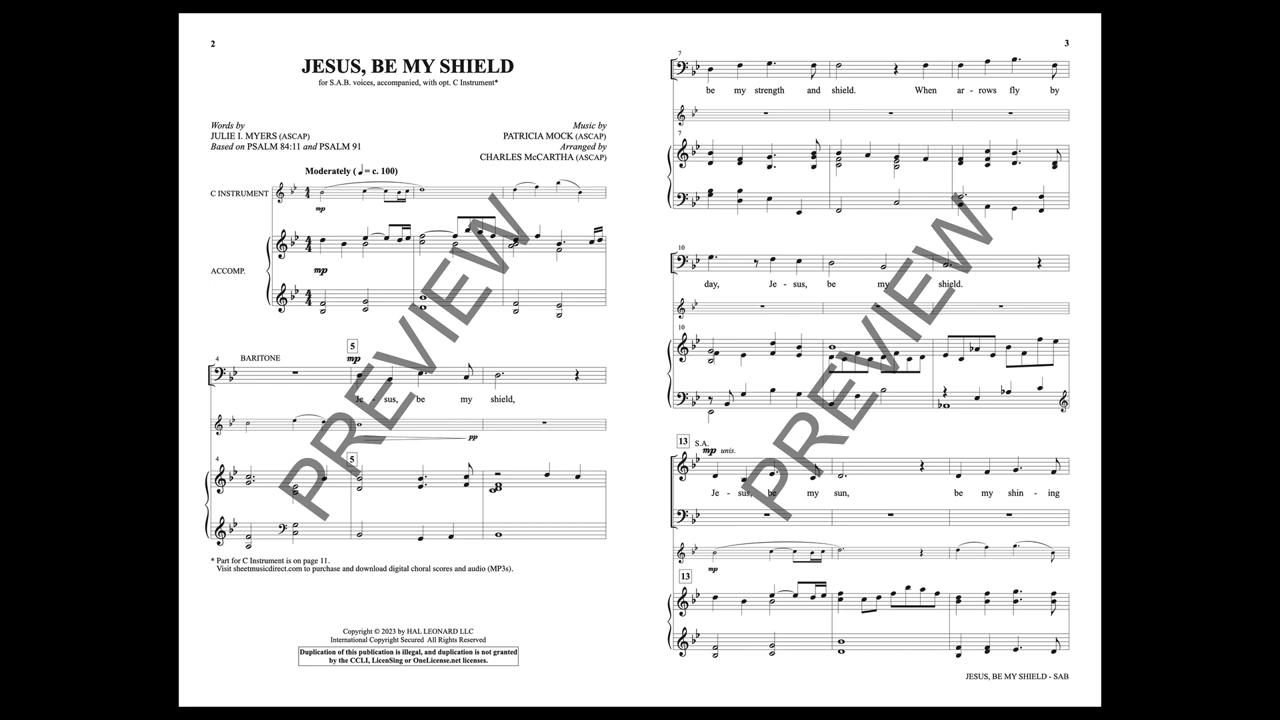 2
JESUS, BE MY SHIELD
for S.A.B. voices, accompanied, with opt. C Instrument*
Words by
JULIE I. MYERS (ASCAP)
Based on PSALM 84:11 and PSALM 91
Music by
PATRICIA MOCK (ASCAP)
Arranged by
CHARLES McCARTHA (ASCAP)
Moderately (♩= c. 100)
C INSTRUMENT
mp
ACCOMP.
mp
4
BARITONE
5
mp
Je - sus, be my shield,
pp
4
5
* Part for C Instrument is on page 11.
Visit sheetmusicdirect.com to purchase and download digital choral scores and audio (MP3s).
Copyright © 2023 by HAL LEONARD LLC
International Copyright Secured All Rights Reserved
Duplication of this publication is illegal, and duplication is not granted
by the CCLI, LicenSing or OneLicense.net licenses.
PREVIEW
3
7
be my strength and shield. When ar - rows fly by
7
10
day, Je - sus, be my shield.
10
13
S.A.
mp unis.
Je - sus, be my sun, be my shin - ing
mp
13
JESUS, BE MY SHIELD - SAB
PREVIEW